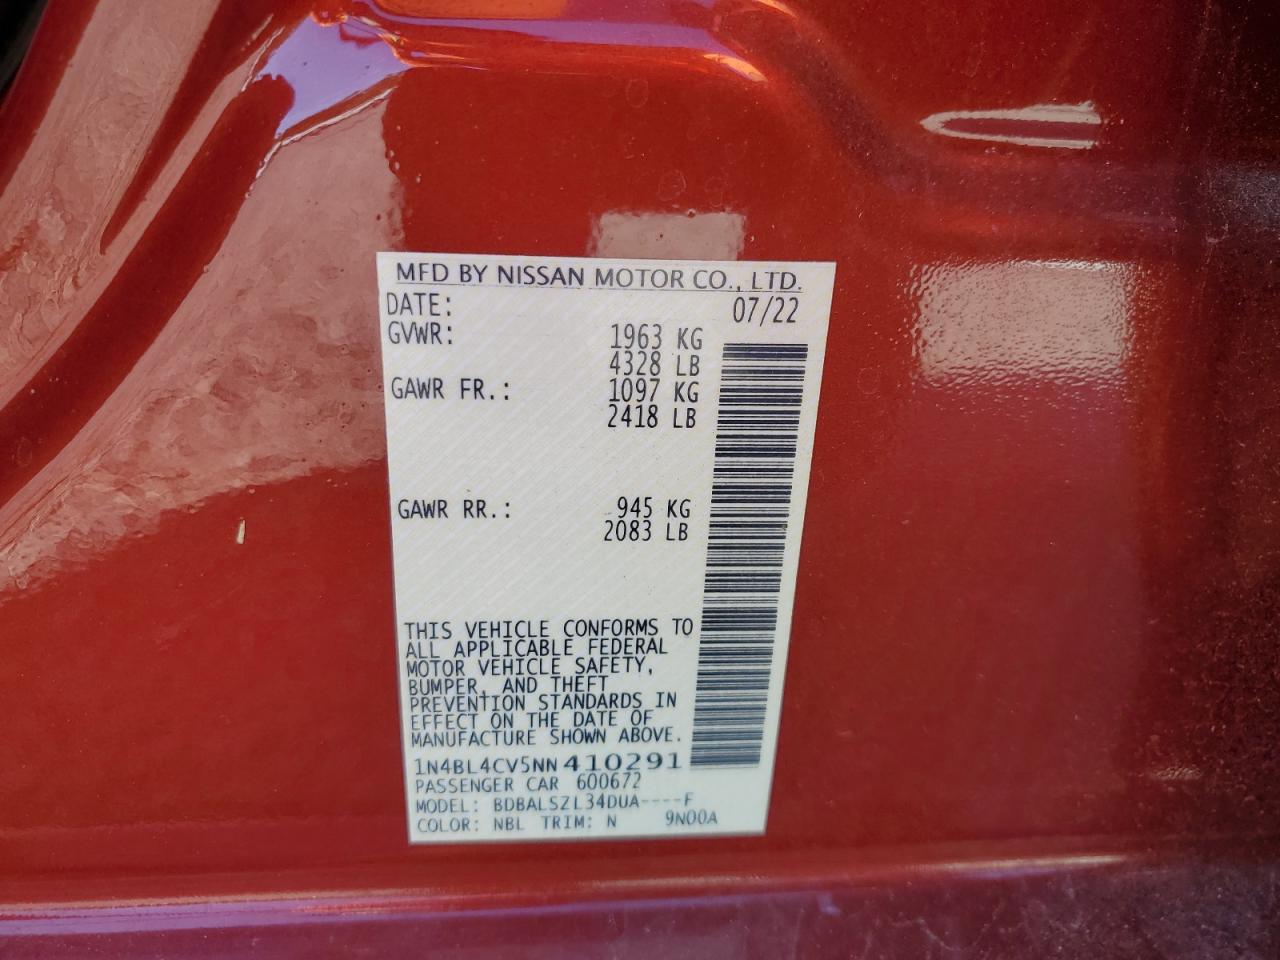 MFD BY NISSAN MOTOR CO., LTD.
DATE: 07/22
GVWR: 1963 KG
4328 LB
GAWR FR.: 1097 KG
2418 LB
GAWR RR.: 945 KG
2083 LB
THIS VEHICLE CONFORMS TO
ALL APPLICABLE FEDERAL
MOTOR VEHICLE SAFETY,
BUMPER, AND THEFT
PREVENTION STANDARDS IN
EFFECT ON THE DATE OF
MANUFACTURE SHOWN ABOVE.
1N4BL4CV5NN410291
PASSENGER CAR 600672
MODEL: BDBALSZL34DUA----F
COLOR: NBL TRIM: N 9N00A